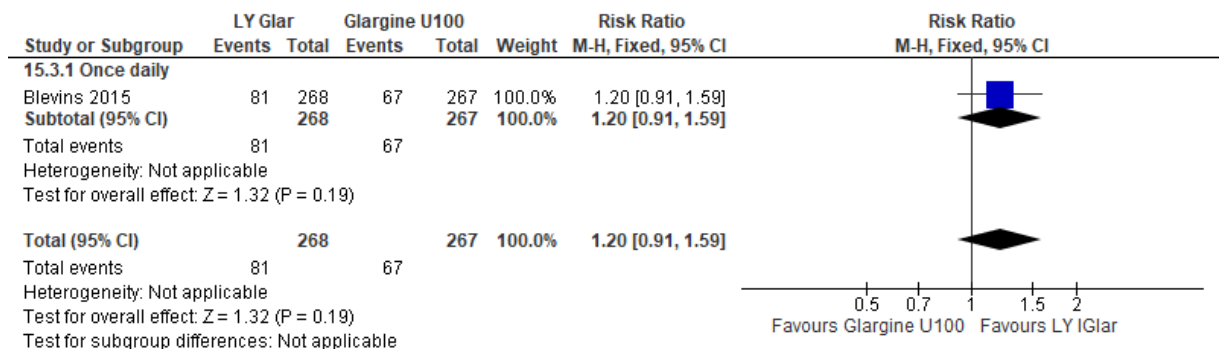 LY Glar Glargine U100 Risk Ratio Risk Ratio
Study or Subgroup Events Total Events Total Weight M-H, Fixed, 95% CI M-H, Fixed, 95% CI
15.3.1 Once daily
Blevins 2015 81 268 67 267 100.0% 1.20 [0.91, 1.59]
Subtotal (95% CI) 268 267 100.0% 1.20 [0.91, 1.59]
Total events 81 67
Heterogeneity: Not applicable
Test for overall effect: Z = 1.32 (P = 0.19)
Total (95% CI) 268 267 100.0% 1.20 [0.91, 1.59]
Total events 81 67
Heterogeneity: Not applicable
Test for overall effect: Z = 1.32 (P = 0.19)
Test for subgroup differences: Not applicable
0.5 0.7 1 1.5 2
Favours Glargine U100 Favours LY IGlar